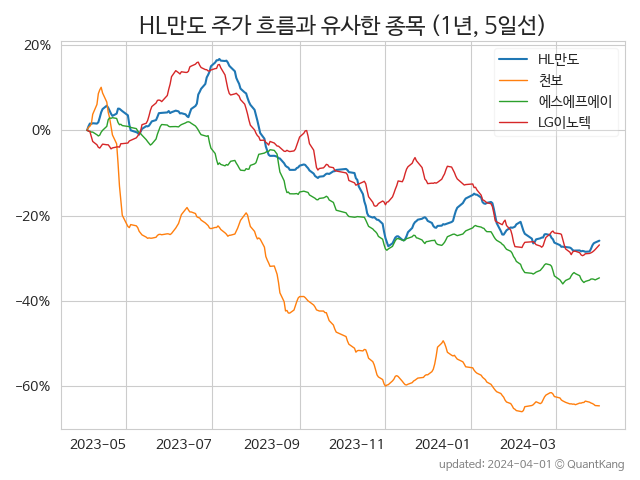 HL만도 주가 흐름과 유사한 종목 (1년, 5일선)
20%
0%
−20%
−40%
−60%
HL만도
천보
에스에프에이
LG이노텍
2023-05
2023-07
2023-09
2023-11
2024-01
2024-03
updated: 2024-04-01 © QuantKang